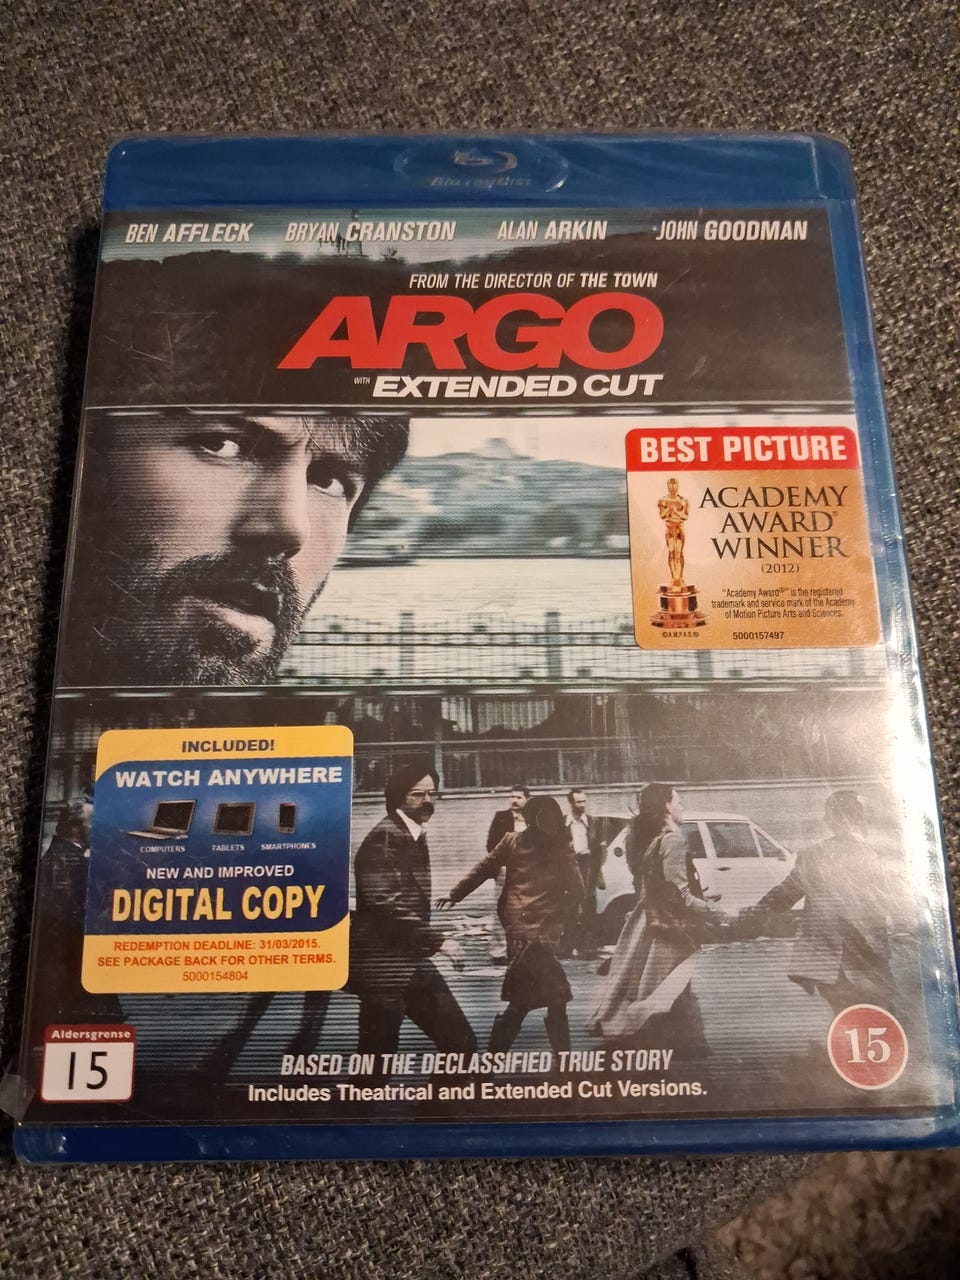 Blu-ray Disc
BEN AFFLECK BRYAN CRANSTON ALAN ARKIN JOHN GOODMAN
FROM THE DIRECTOR OF THE TOWN
ARGO
WITH EXTENDED CUT
BEST PICTURE
ACADEMY
AWARD®
WINNER
(2012)
"Academy Award®" is the registered
trademark and service mark of the Academy
of Motion Picture Arts and Sciences.
©A.M.P.A.S.® 5000157497
INCLUDED!
WATCH ANYWHERE
COMPUTERS TABLETS SMARTPHONES
NEW AND IMPROVED
DIGITAL COPY
REDEMPTION DEADLINE: 31/03/2015.
SEE PACKAGE BACK FOR OTHER TERMS.
5000154804
Aldersgrense
15
15
BASED ON THE DECLASSIFIED TRUE STORY
Includes Theatrical and Extended Cut Versions.